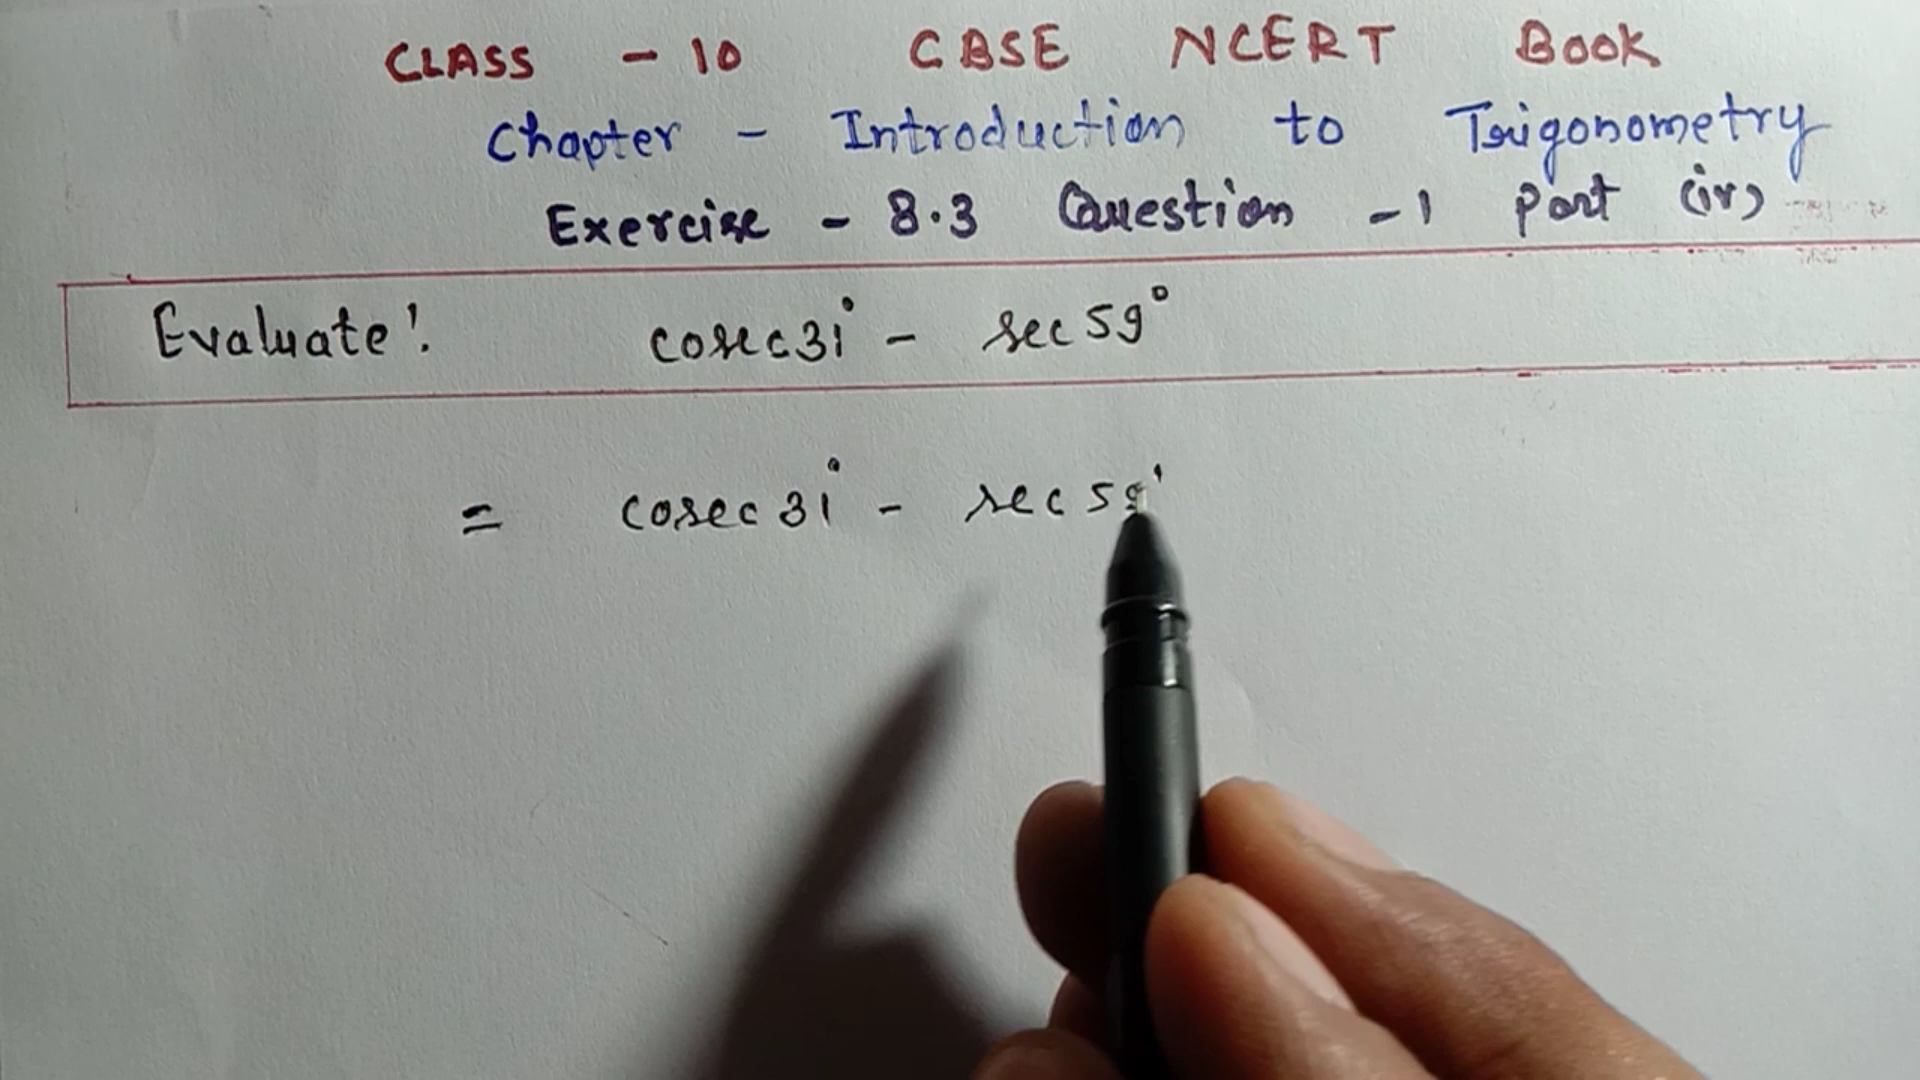 CLASS - 10 CBSE NCERT Book
Chapter - Introduction to Trigonometry
Exercise - 8.3 Question - 1 Part (iv)
Evaluate: cosec31° - sec59°
= cosec31° - sec59°